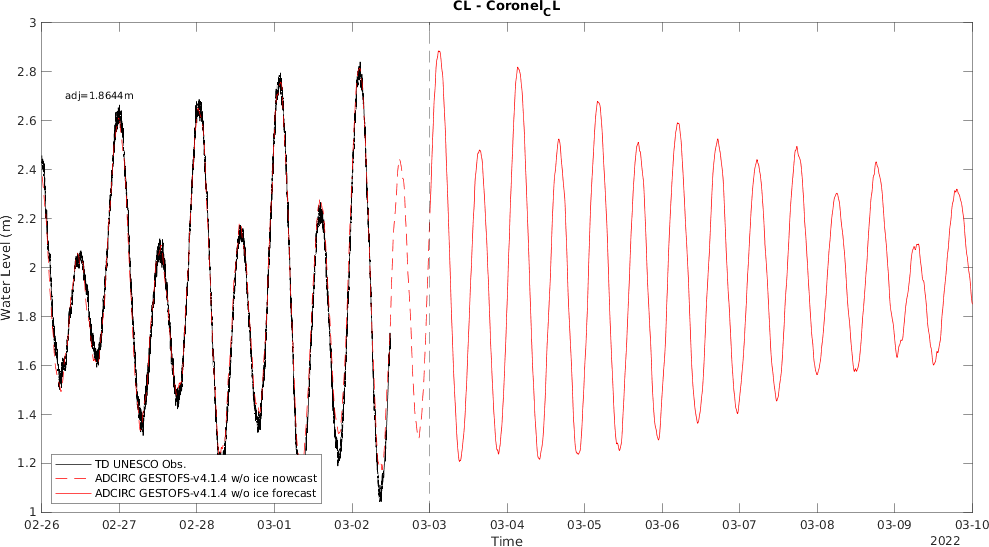 CL - Coronel_CL
3
2.8
2.6
2.4
2.2
2
1.8
1.6
1.4
1.2
1
Water Level (m)
adj=1.8644m
TD UNESCO Obs.
ADCIRC GESTOFS-v4.1.4 w/o ice nowcast
ADCIRC GESTOFS-v4.1.4 w/o ice forecast
02-26 02-27 02-28 03-01 03-02 03-03 03-04 03-05 03-06 03-07 03-08 03-09 03-10
Time
2022